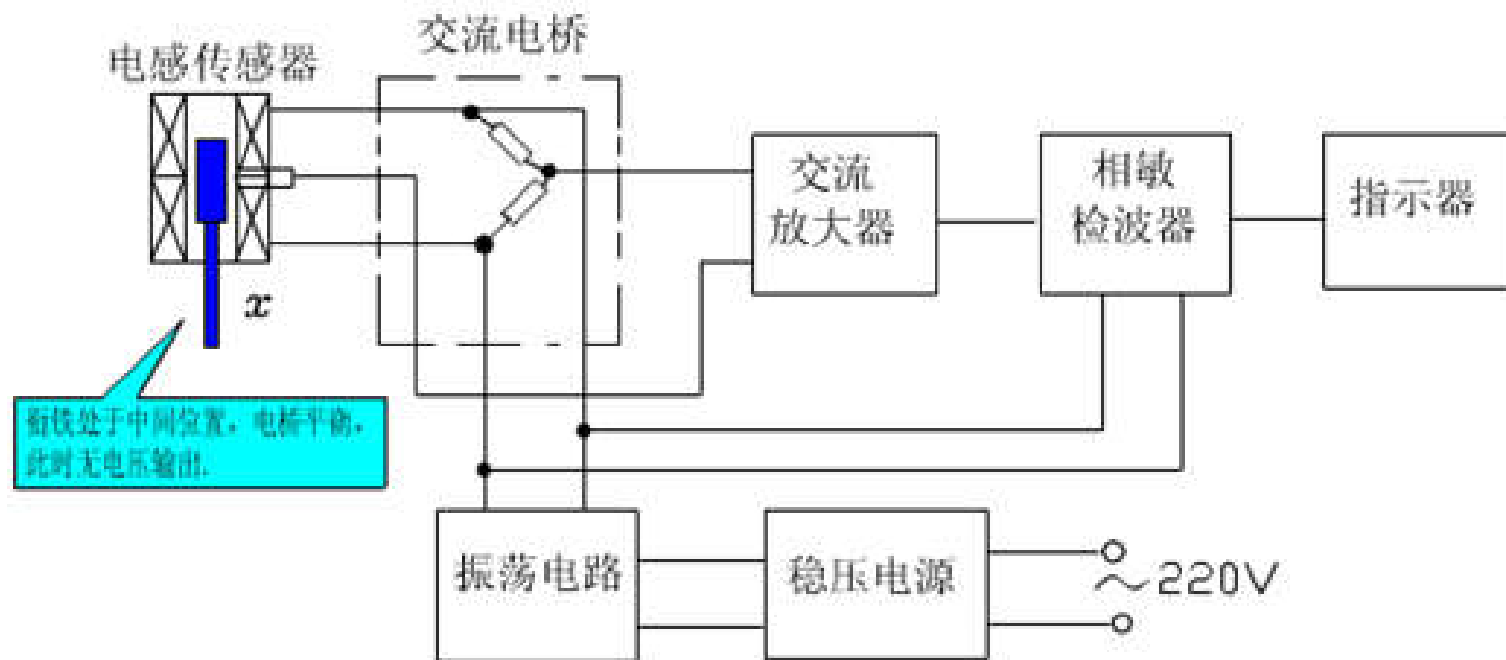 交流电桥
电感传感器
交流
放大器
相敏
检波器
指示器
x
衔铁处于中间位置，电桥平衡，
此时无电压输出.
振荡电路
稳压电源
～220V